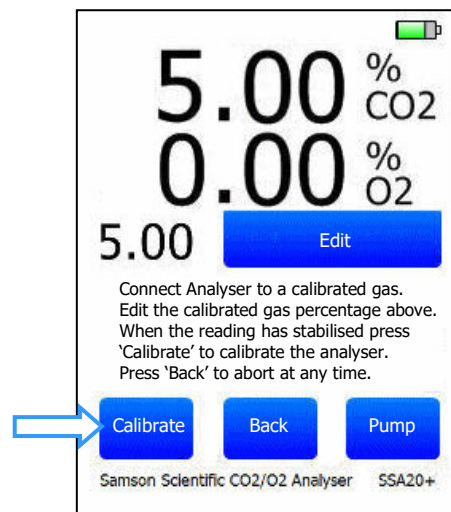 5.00 %
CO2
0.00 %
O2
5.00 Edit
Connect Analyser to a calibrated gas.
Edit the calibrated gas percentage above.
When the reading has stabilised press
‘Calibrate’ to calibrate the analyser.
Press ‘Back’ to abort at any time.
Calibrate Back Pump
Samson Scientific CO2/O2 Analyser SSA20+